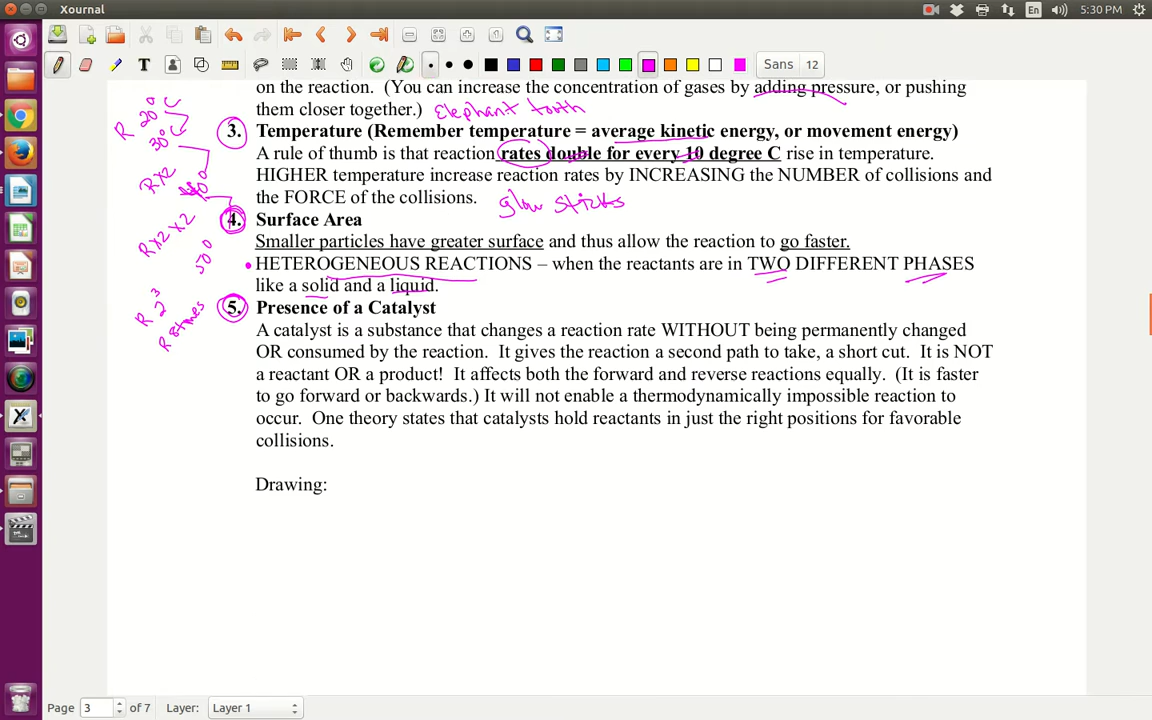 Xournal
En
5:30 PM
Sans 12
on the reaction. (You can increase the concentration of gases by adding pressure, or pushing
them closer together.) Elephant tooth
R 20° C
30° C
3. Temperature (Remember temperature = average kinetic energy, or movement energy)
A rule of thumb is that reaction rates double for every 10 degree C rise in temperature.
HIGHER temperature increase reaction rates by INCREASING the NUMBER of collisions and
the FORCE of the collisions. glow sticks
Rx2
4. Surface Area
Rx2x2
Smaller particles have greater surface and thus allow the reaction to go faster.
50°
HETEROGENEOUS REACTIONS – when the reactants are in TWO DIFFERENT PHASES
like a solid and a liquid.
R 2³
R 8times
5. Presence of a Catalyst
A catalyst is a substance that changes a reaction rate WITHOUT being permanently changed
OR consumed by the reaction. It gives the reaction a second path to take, a short cut. It is NOT
a reactant OR a product! It affects both the forward and reverse reactions equally. (It is faster
to go forward or backwards.) It will not enable a thermodynamically impossible reaction to
occur. One theory states that catalysts hold reactants in just the right positions for favorable
collisions.
Drawing:
Page 3 of 7 Layer: Layer 1